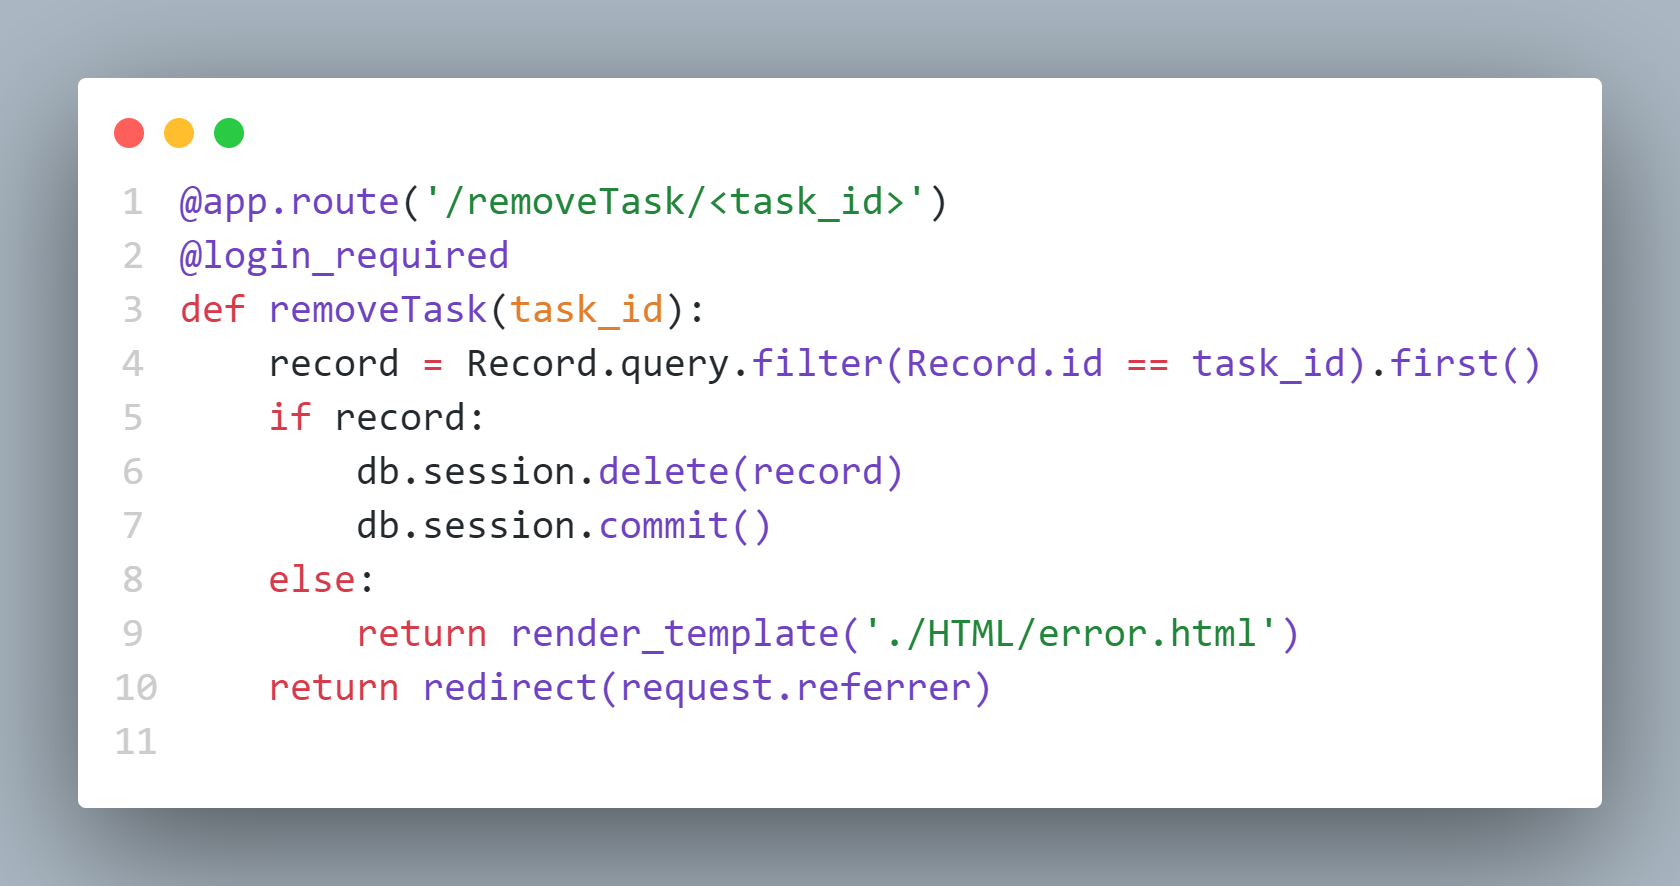 1 @app.route('/removeTask/<task_id>')
2 @login_required
3 def removeTask(task_id):
4     record = Record.query.filter(Record.id == task_id).first()
5     if record:
6         db.session.delete(record)
7         db.session.commit()
8     else:
9         return render_template('./HTML/error.html')
10     return redirect(request.referrer)
11